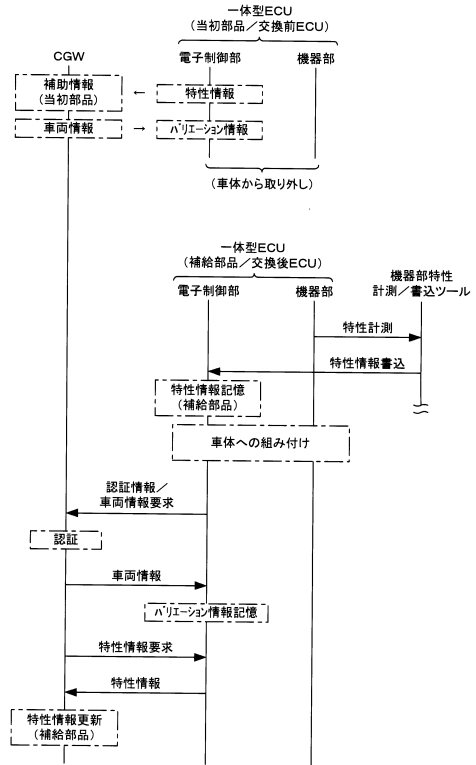 一体型ECU
(当初部品/交換前ECU)
CGW
電子制御部
機器部
補助情報
(当初部品)
←
特性情報
車両情報
→
バリエーション情報
(車体から取り外し)
一体型ECU
(補給部品/交換後ECU)
電子制御部
機器部
機器部特性
計測/書込ツール
特性計測
特性情報書込
特性情報記憶
(補給部品)
車体への組み付け
認証情報/
車両情報要求
認証
車両情報
バリエーション情報記憶
特性情報要求
特性情報
特性情報更新
(補給部品)